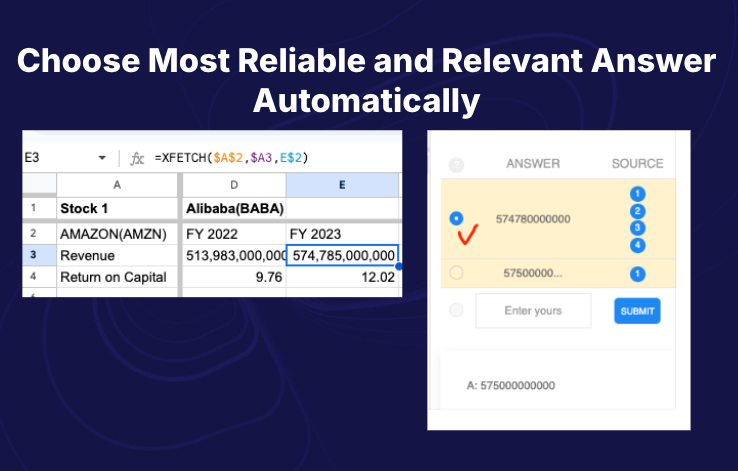 Choose Most Reliable and Relevant Answer
Automatically
E3 fx =XFETCH($A$2,$A3,E$2)
A D E
1 Stock 1 Alibaba(BABA)
2 AMAZON(AMZN) FY 2022 FY 2023
3 Revenue 513,983,000,000 574,785,000,000
4 Return on Capital 9.76 12.02
? ANSWER SOURCE
574780000000 1
2
3
4
57500000... 1
Enter yours SUBMIT
A: 575000000000